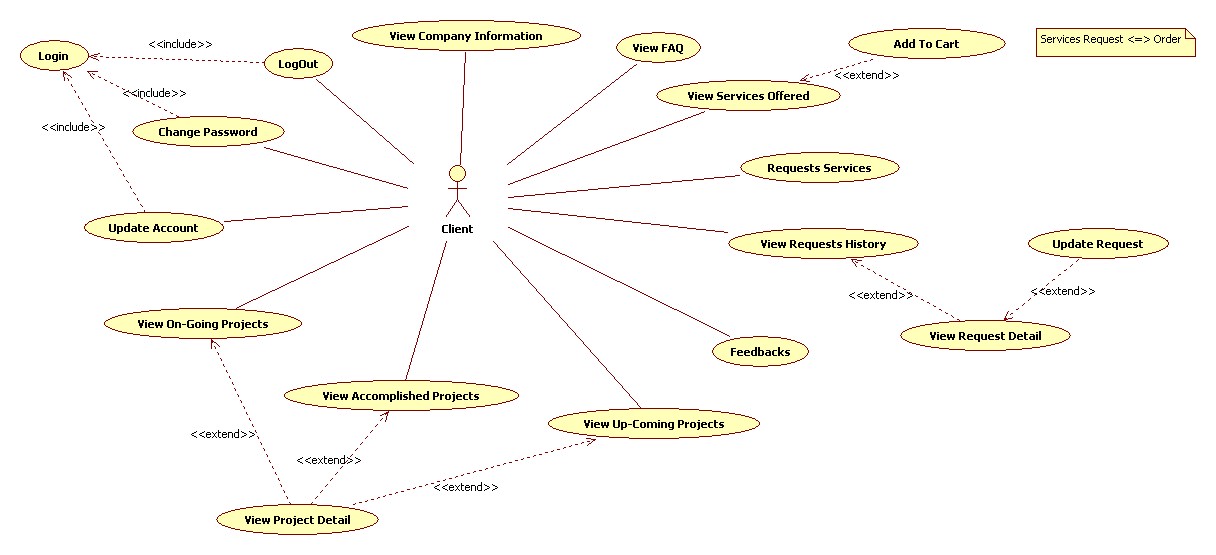 View Company Information
View FAQ
Add To Cart
Services Request <=> Order
<<include>>
Login
LogOut
<<extend>>
View Services Offered
<<include>>
<<include>>
Change Password
Requests Services
Update Account
Client
View Requests History
Update Request
<<extend>>
<<extend>>
View On-Going Projects
View Request Detail
Feedbacks
View Accomplished Projects
View Up-Coming Projects
<<extend>>
<<extend>>
<<extend>>
View Project Detail